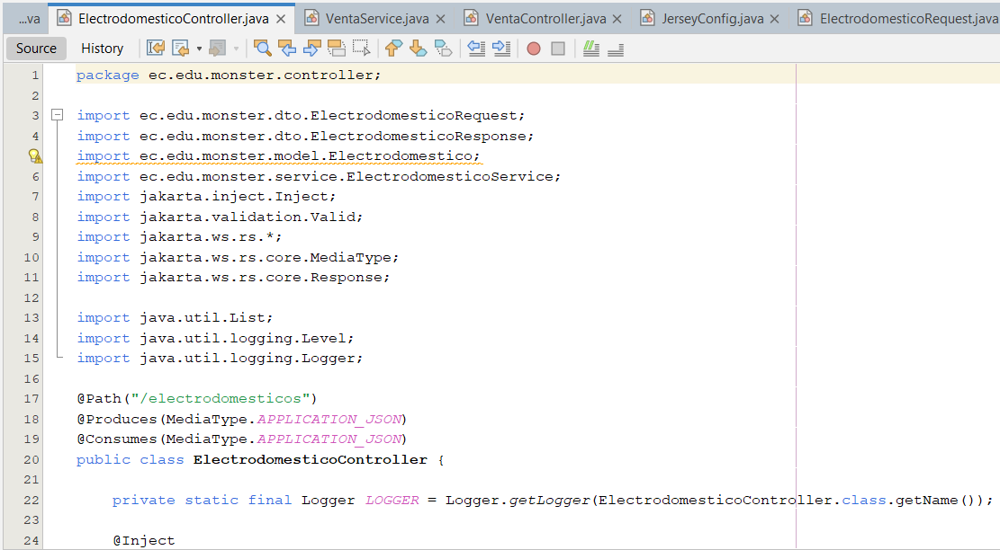 ...va ElectrodomesticoController.java VentaService.java VentaController.java JerseyConfig.java ElectrodomesticoRequest.java
Source History
1 package ec.edu.monster.controller;
2
3 import ec.edu.monster.dto.ElectrodomesticoRequest;
4 import ec.edu.monster.dto.ElectrodomesticoResponse;
import ec.edu.monster.model.Electrodomestico;
6 import ec.edu.monster.service.ElectrodomesticoService;
7 import jakarta.inject.Inject;
8 import jakarta.validation.Valid;
9 import jakarta.ws.rs.*;
10 import jakarta.ws.rs.core.MediaType;
11 import jakarta.ws.rs.core.Response;
12
13 import java.util.List;
14 import java.util.logging.Level;
15 import java.util.logging.Logger;
16
17 @Path("/electrodomesticos")
18 @Produces(MediaType.APPLICATION_JSON)
19 @Consumes(MediaType.APPLICATION_JSON)
20 public class ElectrodomesticoController {
21
22 private static final Logger LOGGER = Logger.getLogger(ElectrodomesticoController.class.getName());
23
24 @Inject